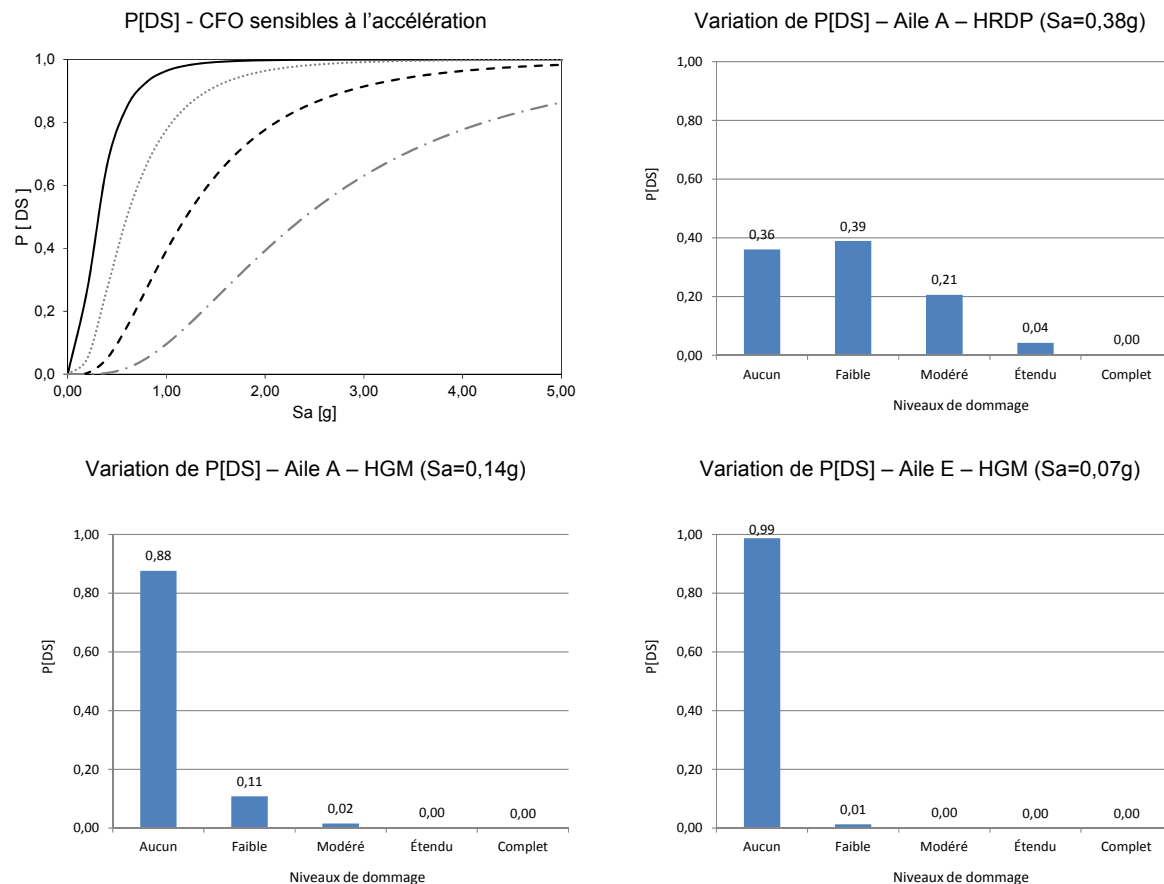 P[DS] - CFO sensibles à l'accélération
1,0
0,8
0,6
0,4
0,2
0,0
P [ DS ]
0,00
1,00
2,00
3,00
4,00
5,00
Sa [g]
Variation de P[DS] – Aile A – HRDP (Sa=0,38g)
1,00
0,80
0,60
0,40
0,20
0,00
P[DS]
0,36
0,39
0,21
0,04
0,00
Aucun
Faible
Modéré
Étendu
Complet
Niveaux de dommage
Variation de P[DS] – Aile A – HGM (Sa=0,14g)
1,00
0,80
0,60
0,40
0,20
0,00
P[DS]
0,88
0,11
0,02
0,00
0,00
Aucun
Faible
Modéré
Étendu
Complet
Niveaux de dommage
Variation de P[DS] – Aile E – HGM (Sa=0,07g)
1,00
0,80
0,60
0,40
0,20
0,00
P[DS]
0,99
0,01
0,00
0,00
0,00
Aucun
Faible
Modéré
Étendu
Complet
Niveaux de dommage